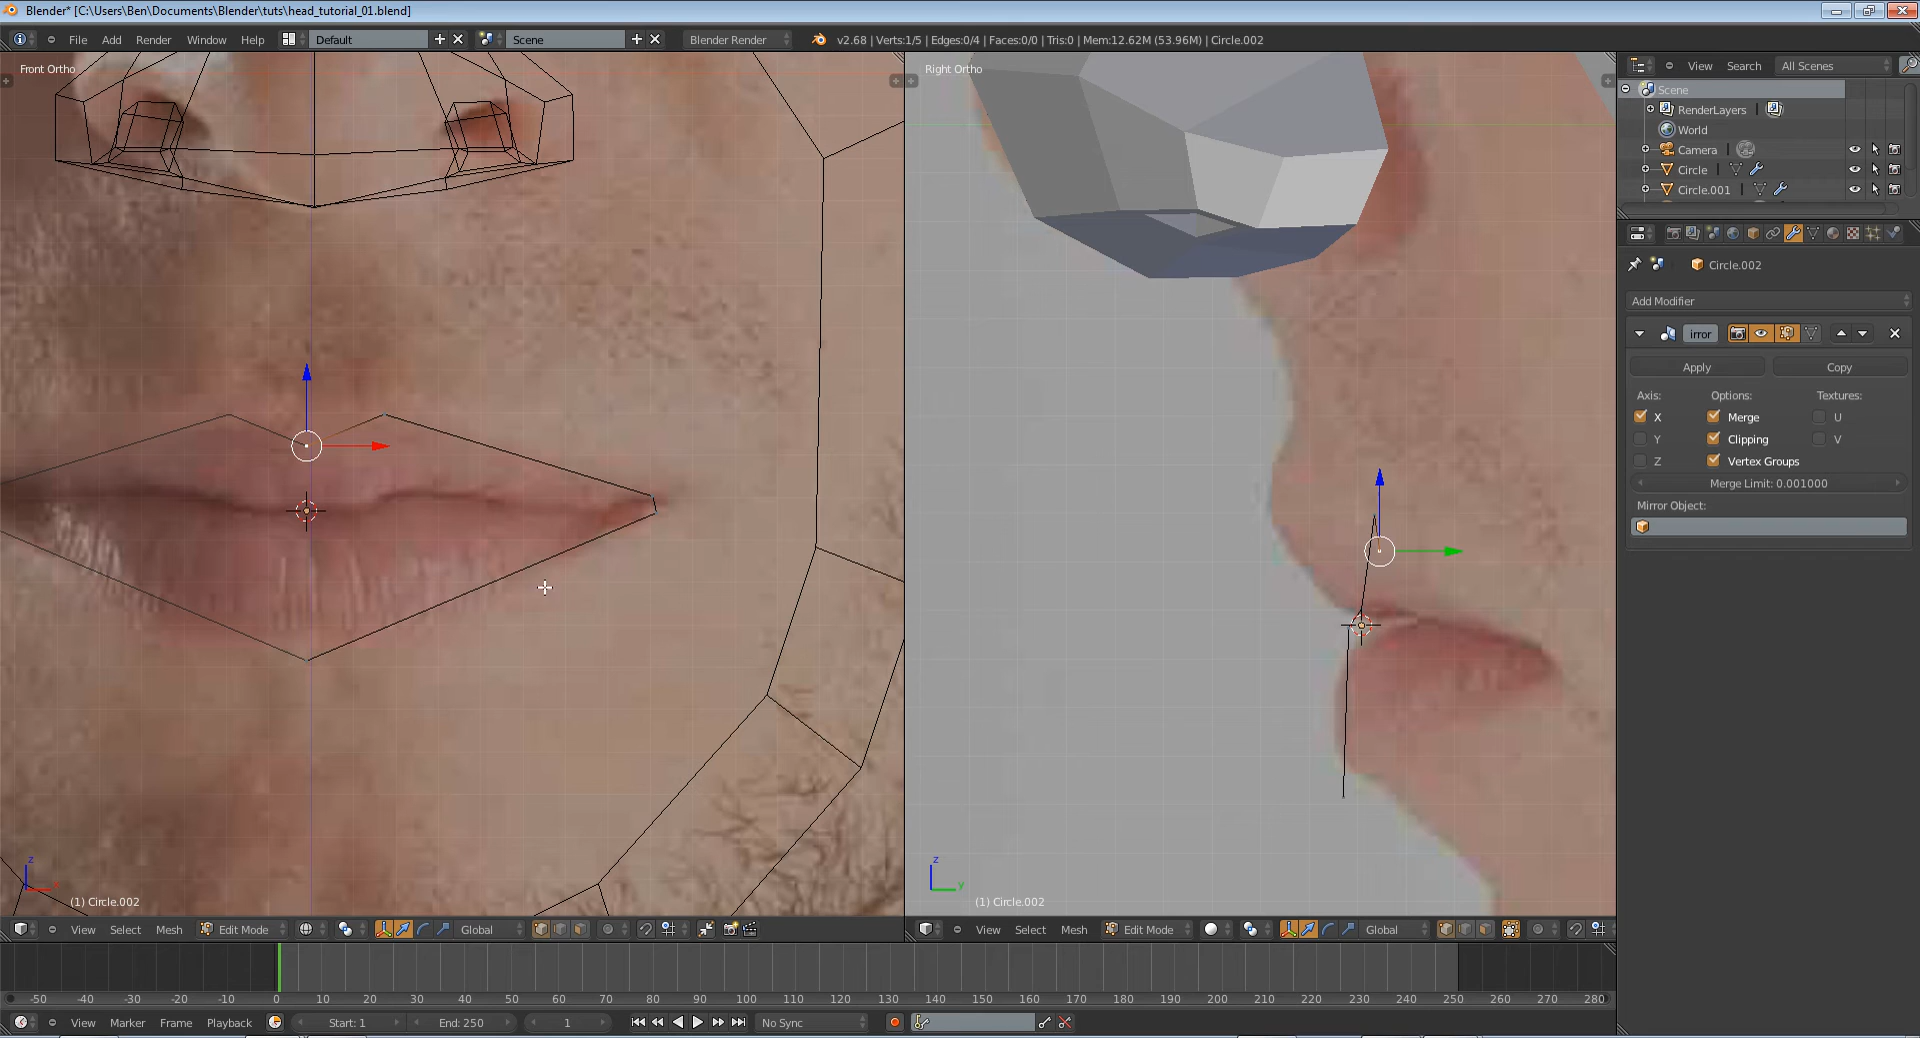 Blender* [C:\Users\Ben\Documents\Blender\tuts\head_tutorial_01.blend]
File Add Render Window Help Default Scene Blender Render v2.68 | Verts:1/5 | Edges:0/4 | Faces:0/0 | Tris:0 | Mem:12.62M (53.96M) | Circle.002
Front Ortho
Right Ortho
View Search All Scenes
Scene
RenderLayers
World
Camera
Circle
Circle.001
Circle.002
Add Modifier
irror
Apply Copy
Axis: Options: Textures:
X Merge U
Y Clipping V
Z Vertex Groups
Merge Limit: 0.001000
Mirror Object:
z
x
(1) Circle.002
z
y
(1) Circle.002
View Select Mesh Edit Mode Global
View Select Mesh Edit Mode Global
-50 -40 -30 -20 -10 0 10 20 30 40 50 60 70 80 90 100 110 120 130 140 150 160 170 180 190 200 210 220 230 240 250 260 270 280
View Marker Frame Playback Start: 1 End: 250 1 No Sync